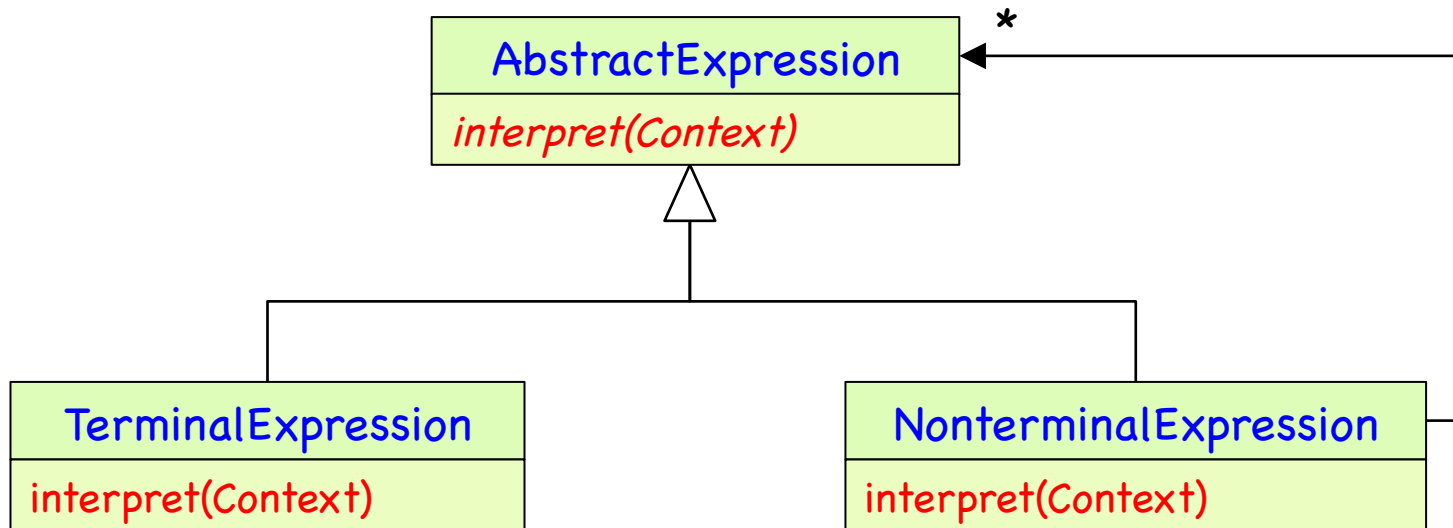 *
AbstractExpression
interpret(Context)
TerminalExpression
interpret(Context)
NonterminalExpression
interpret(Context)